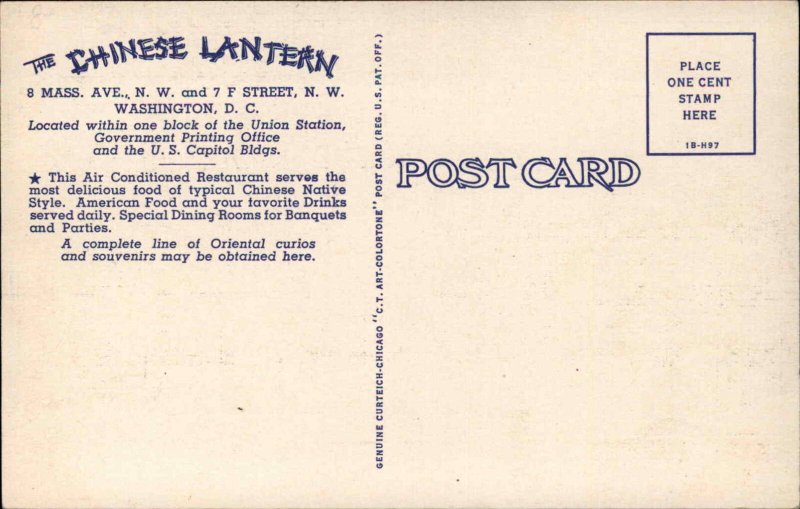 THE CHINESE LANTERN
8 MASS. AVE., N. W. and 7 F STREET, N. W.
WASHINGTON, D. C.
Located within one block of the Union Station,
Government Printing Office
and the U. S. Capitol Bldgs.
★ This Air Conditioned Restaurant serves the
most delicious food of typical Chinese Native
Style. American Food and your favorite Drinks
served daily. Special Dining Rooms for Banquets
and Parties.
A complete line of Oriental curios
and souvenirs may be obtained here.
GENUINE CURTEICH-CHICAGO "C.T. ART-COLORTONE" POST CARD (REG. U.S. PAT. OFF.)
POST CARD
PLACE
ONE CENT
STAMP
HERE
1B-H97